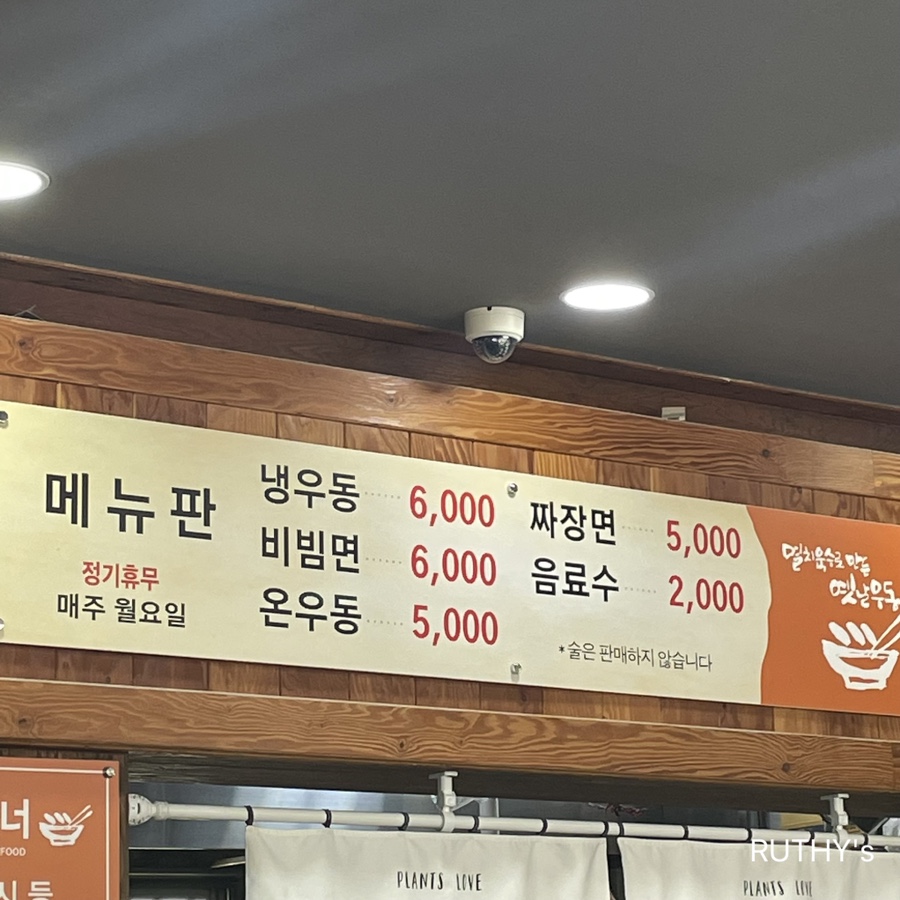 메뉴판
정기휴무
매주 월요일
냉우동 6,000
비빔면 6,000
온우동 5,000
짜장면 5,000
음료수 2,000
*술은 판매하지 않습니다
멸치육수로 만든
옛날우동
너
FOOD
시 등
PLANTS LOVE
PLANTS LOVE
RUTHY's